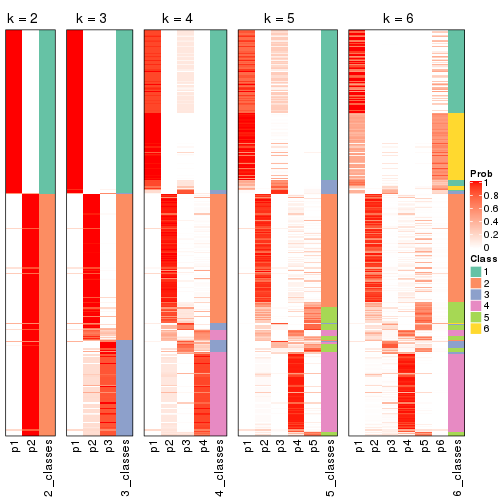 k = 2
k = 3
k = 4
k = 5
k = 6
p1
p2
2_classes
p1
p2
p3
3_classes
p1
p2
p3
p4
4_classes
p1
p2
p3
p4
p5
5_classes
p1
p2
p3
p4
p5
p6
6_classes
Prob
1
0.8
0.6
0.4
0.2
0
Class
1
2
3
4
5
6